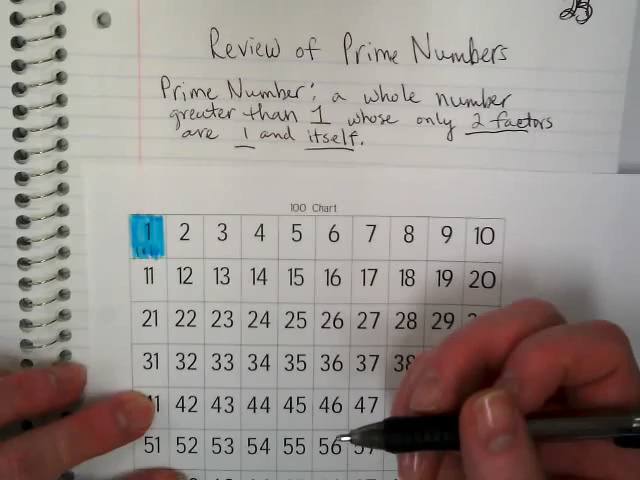 Review of Prime Numbers
Prime Number: a whole number
greater than 1 whose only 2 factors
are 1 and itself.
100 Chart
1 2 3 4 5 6 7 8 9 10
11 12 13 14 15 16 17 18 19 20
21 22 23 24 25 26 27 28 29
31 32 33 34 35 36 37 38
42 43 44 45 46 47
51 52 53 54 55 56